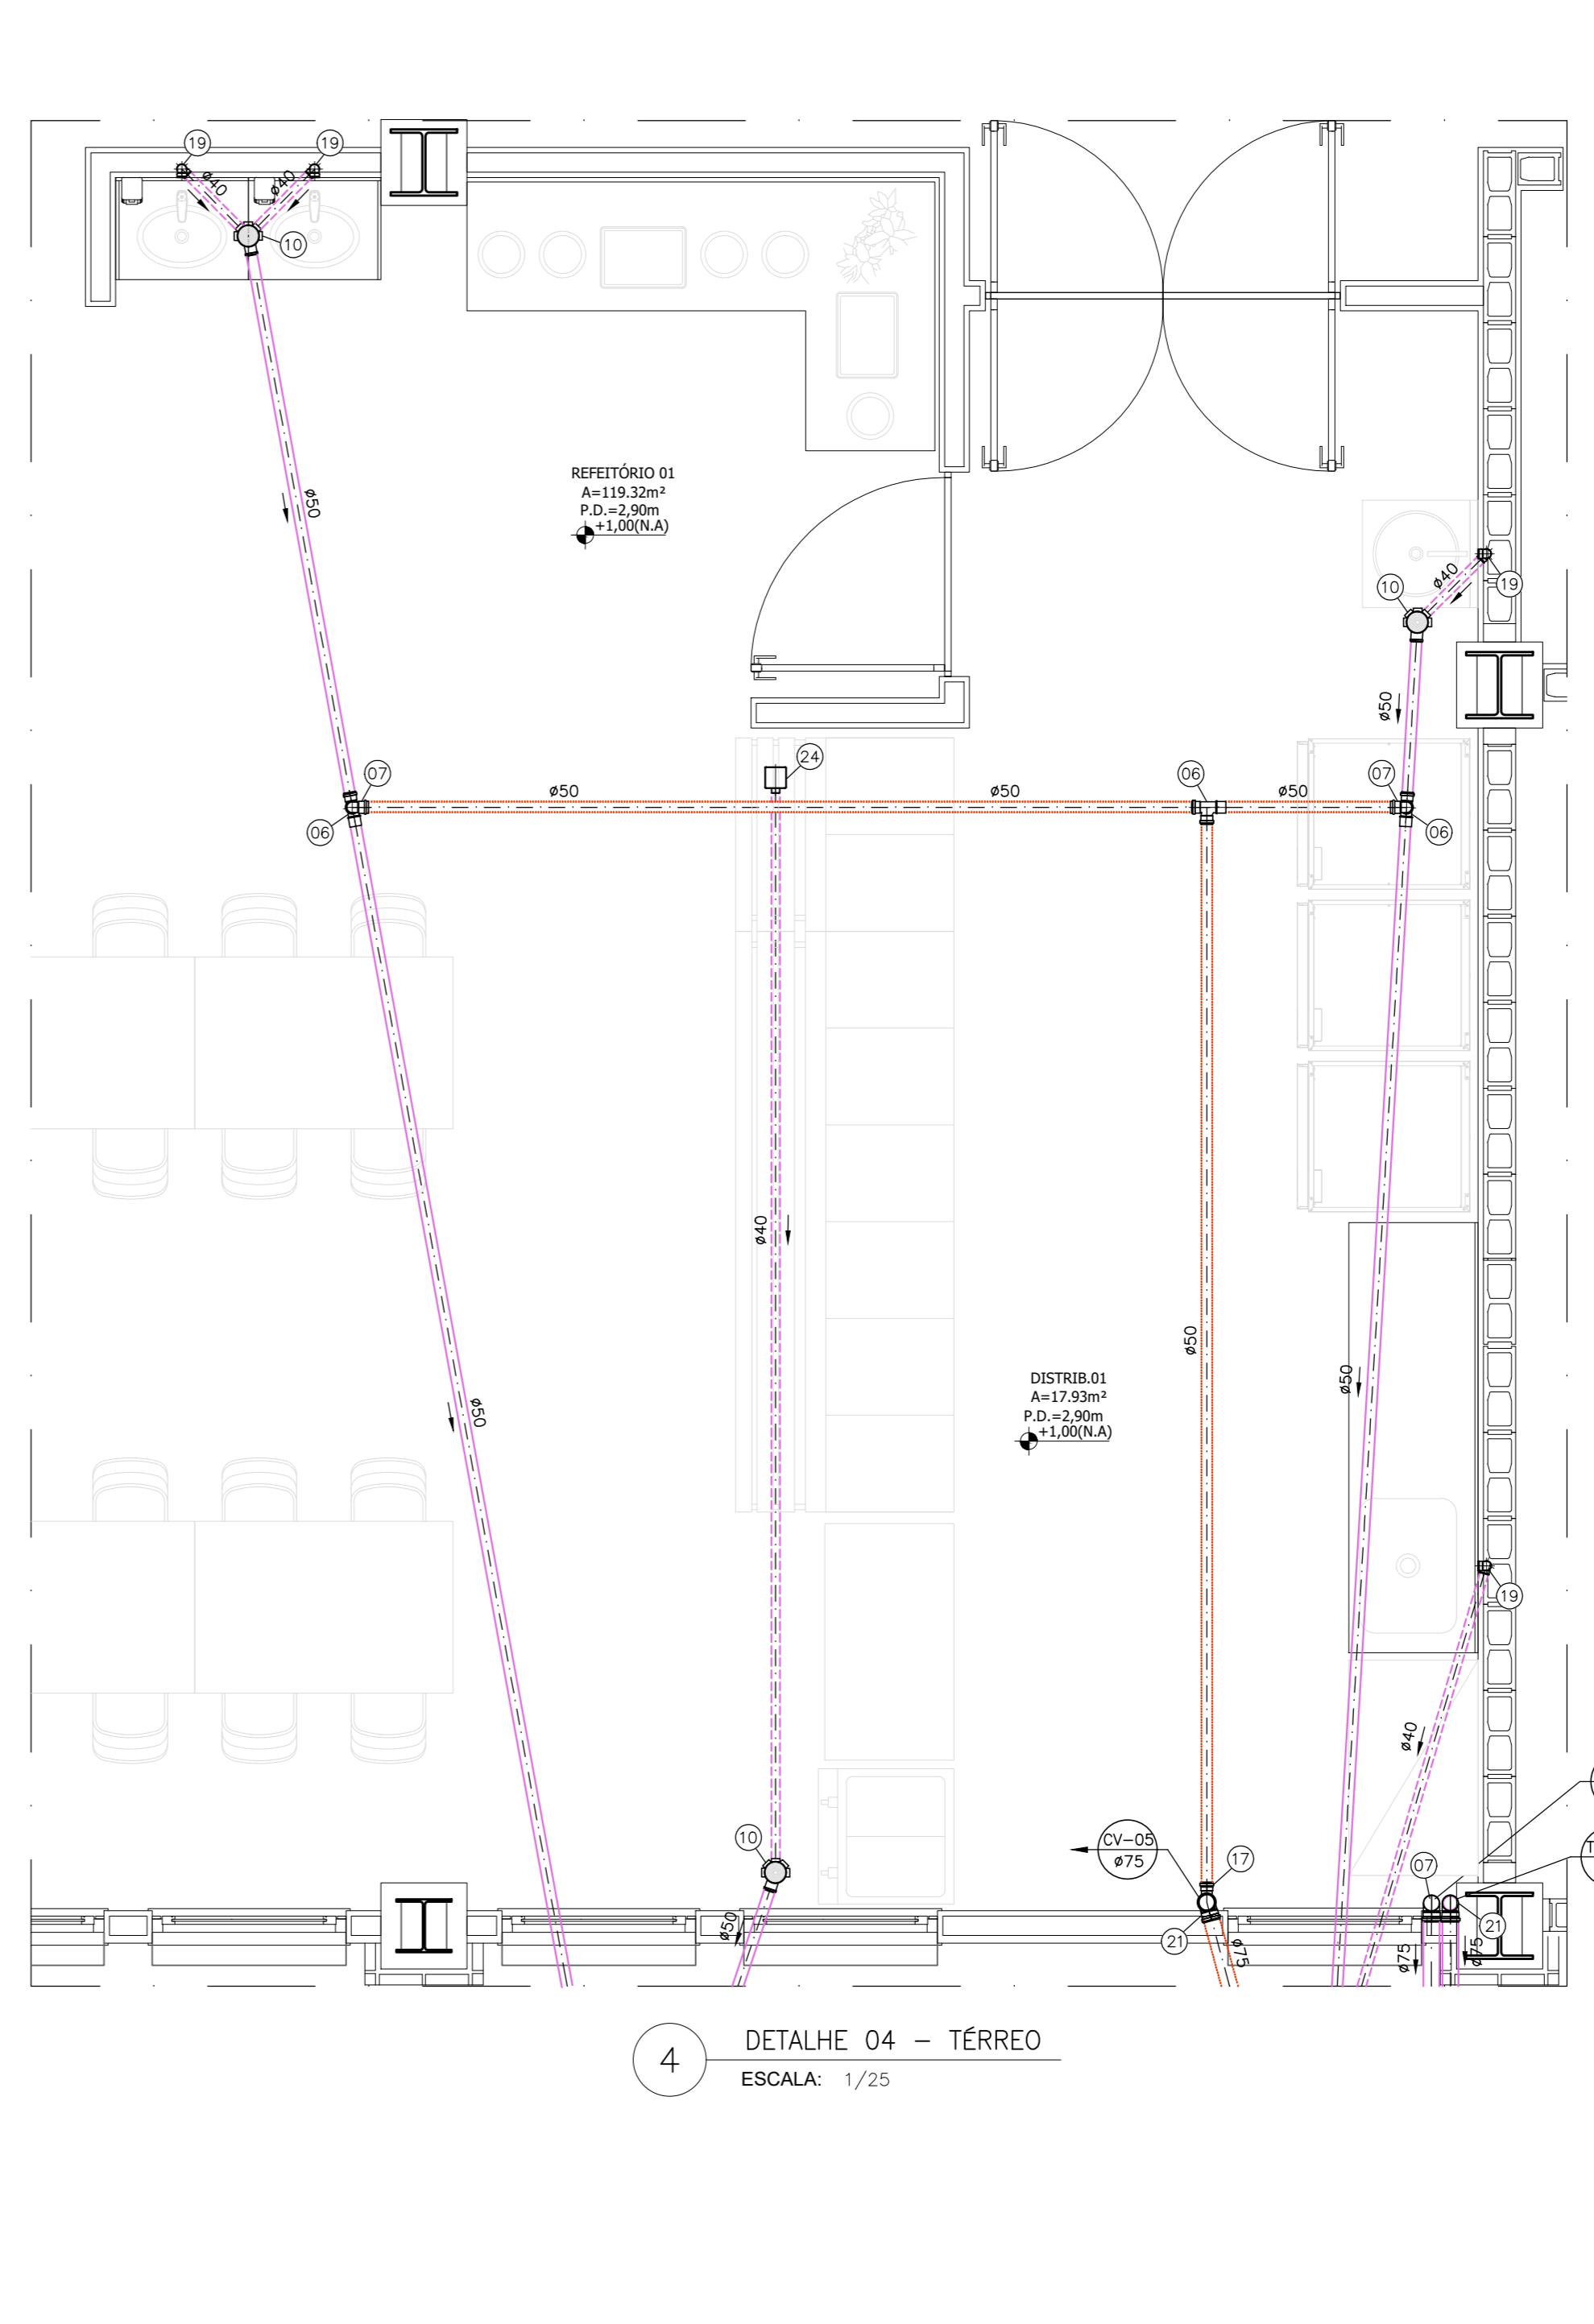 19
19
ø40
ø40
10
REFEITÓRIO 01
A=119.32m²
P.D.=2,90m
+1,00(N.A)
ø50
ø40
10
19
ø50
24
07
06
07
ø50
ø50
ø50
06
06
ø40
ø50
DISTRIB.01
A=17.93m²
P.D.=2,90m
+1,00(N.A)
ø50
ø50
19
ø40
10
CV-05
ø75
17
07
T
ø50
21
ø75
21
ø75
ø75
4
DETALHE 04 - TÉRREO
ESCALA: 1/25